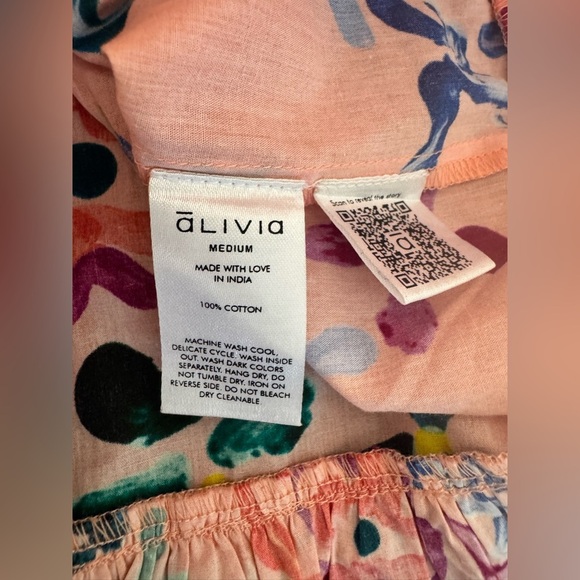 āLIVIA
MEDIUM
MADE WITH LOVE
IN INDIA
100% COTTON
MACHINE WASH COOL,
DELICATE CYCLE. WASH INSIDE
OUT. WASH DARK COLORS
SEPARATELY. HANG DRY, DO
NOT TUMBLE DRY. IRON ON
REVERSE SIDE. DO NOT BLEACH
DRY CLEANABLE.
Scan to reveal the story
ā